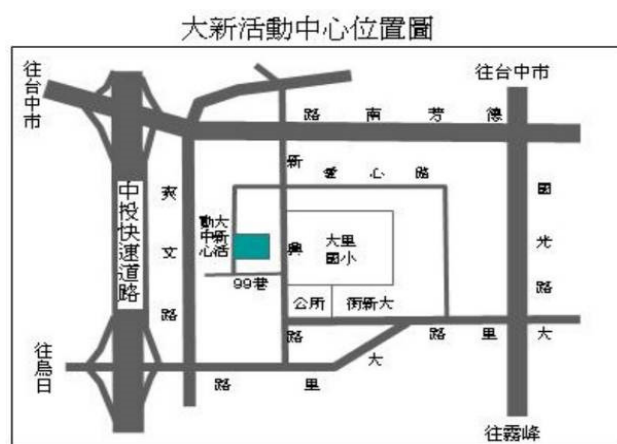 大新活動中心位置圖
往台中市
往台中市
德芳南路
新興路
愛心路
中投快速道路
爽文路
國光路
大新活動中心
大里國小
99巷
公所
大新街
大里路
大里路
往烏日
往霧峰